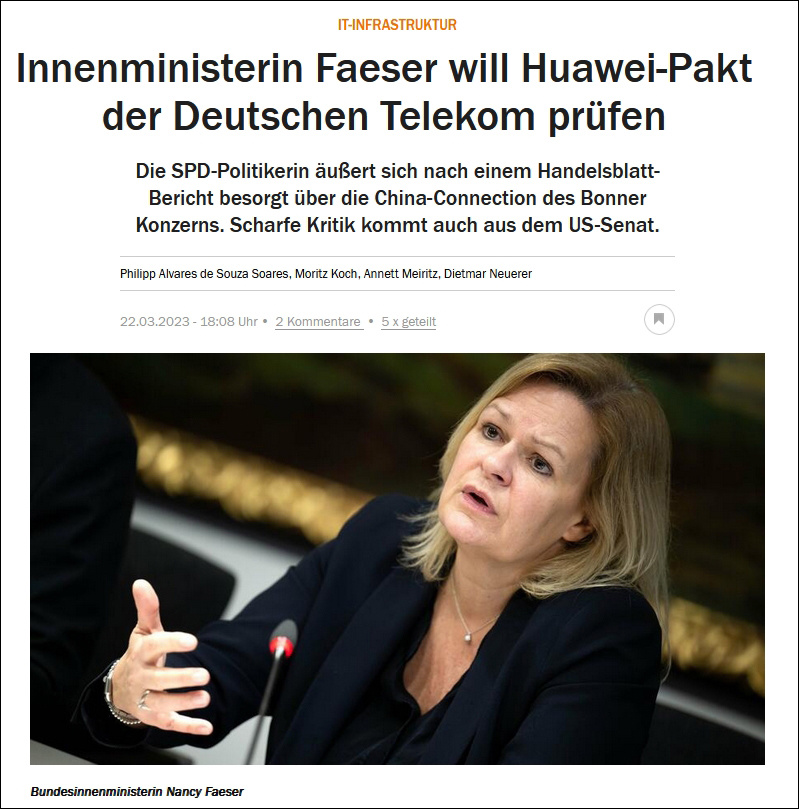 IT-INFRASTRUKTUR
Innenministerin Faeser will Huawei-Pakt
der Deutschen Telekom prüfen
Die SPD-Politikerin äußert sich nach einem Handelsblatt-
Bericht besorgt über die China-Connection des Bonner
Konzerns. Scharfe Kritik kommt auch aus dem US-Senat.
Philipp Alvares de Souza Soares, Moritz Koch, Annett Meiritz, Dietmar Neuerer
22.03.2023 - 18:08 Uhr • 2 Kommentare • 5 x geteilt
Bundesinnenministerin Nancy Faeser